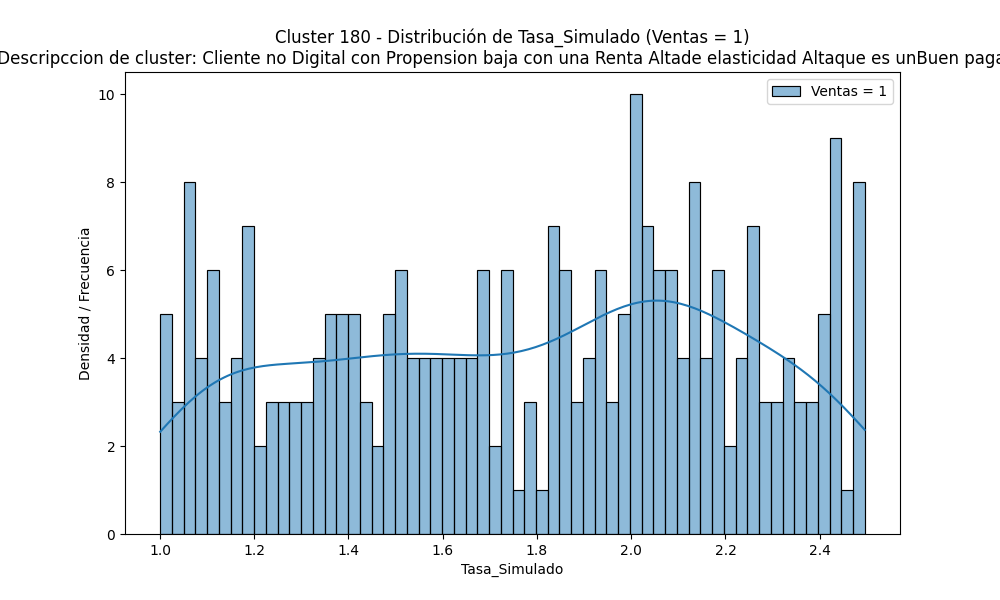 Cluster 180 - Distribución de Tasa_Simulado (Ventas = 1)
Descripccion de cluster: Cliente no Digital con Propension baja con una Renta Altade elasticidad Altaque es unBuen paga
Ventas = 1
Densidad / Frecuencia
10
8
6
4
2
0
1.0 1.2 1.4 1.6 1.8 2.0 2.2 2.4
Tasa_Simulado